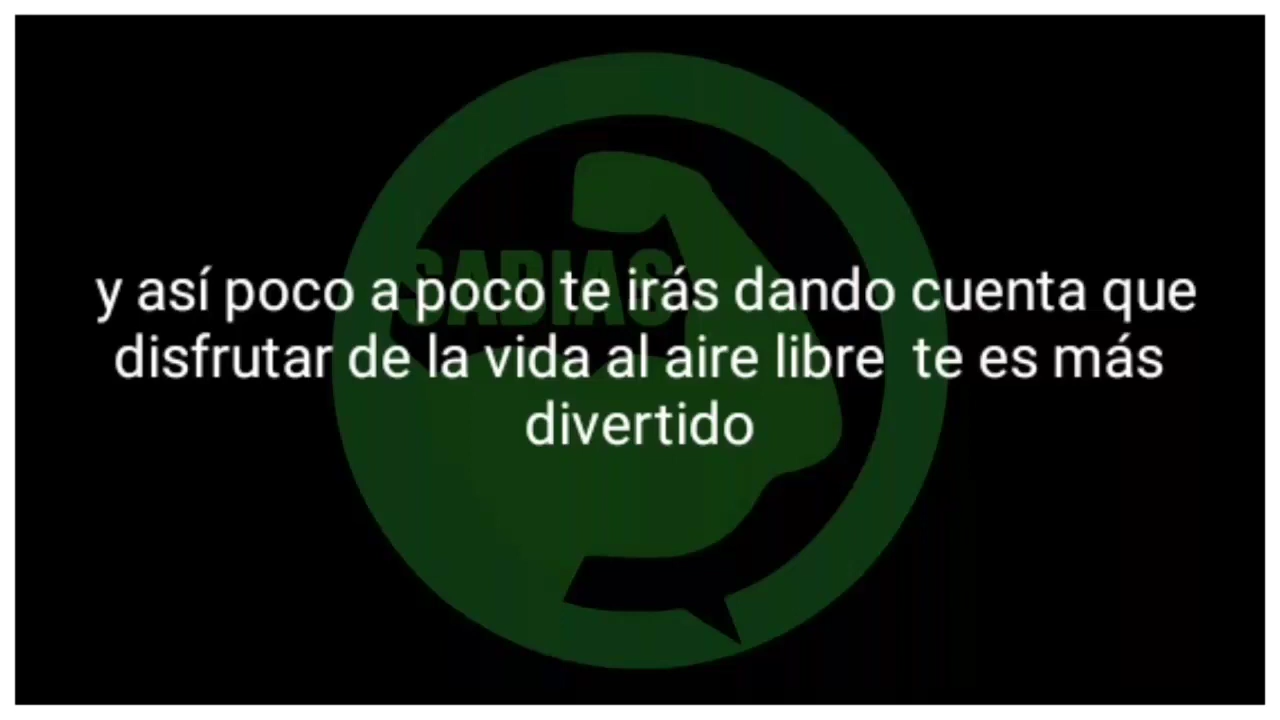 SABIAS
y así poco a poco te irás dando cuenta que
disfrutar de la vida al aire libre  te es más
divertido